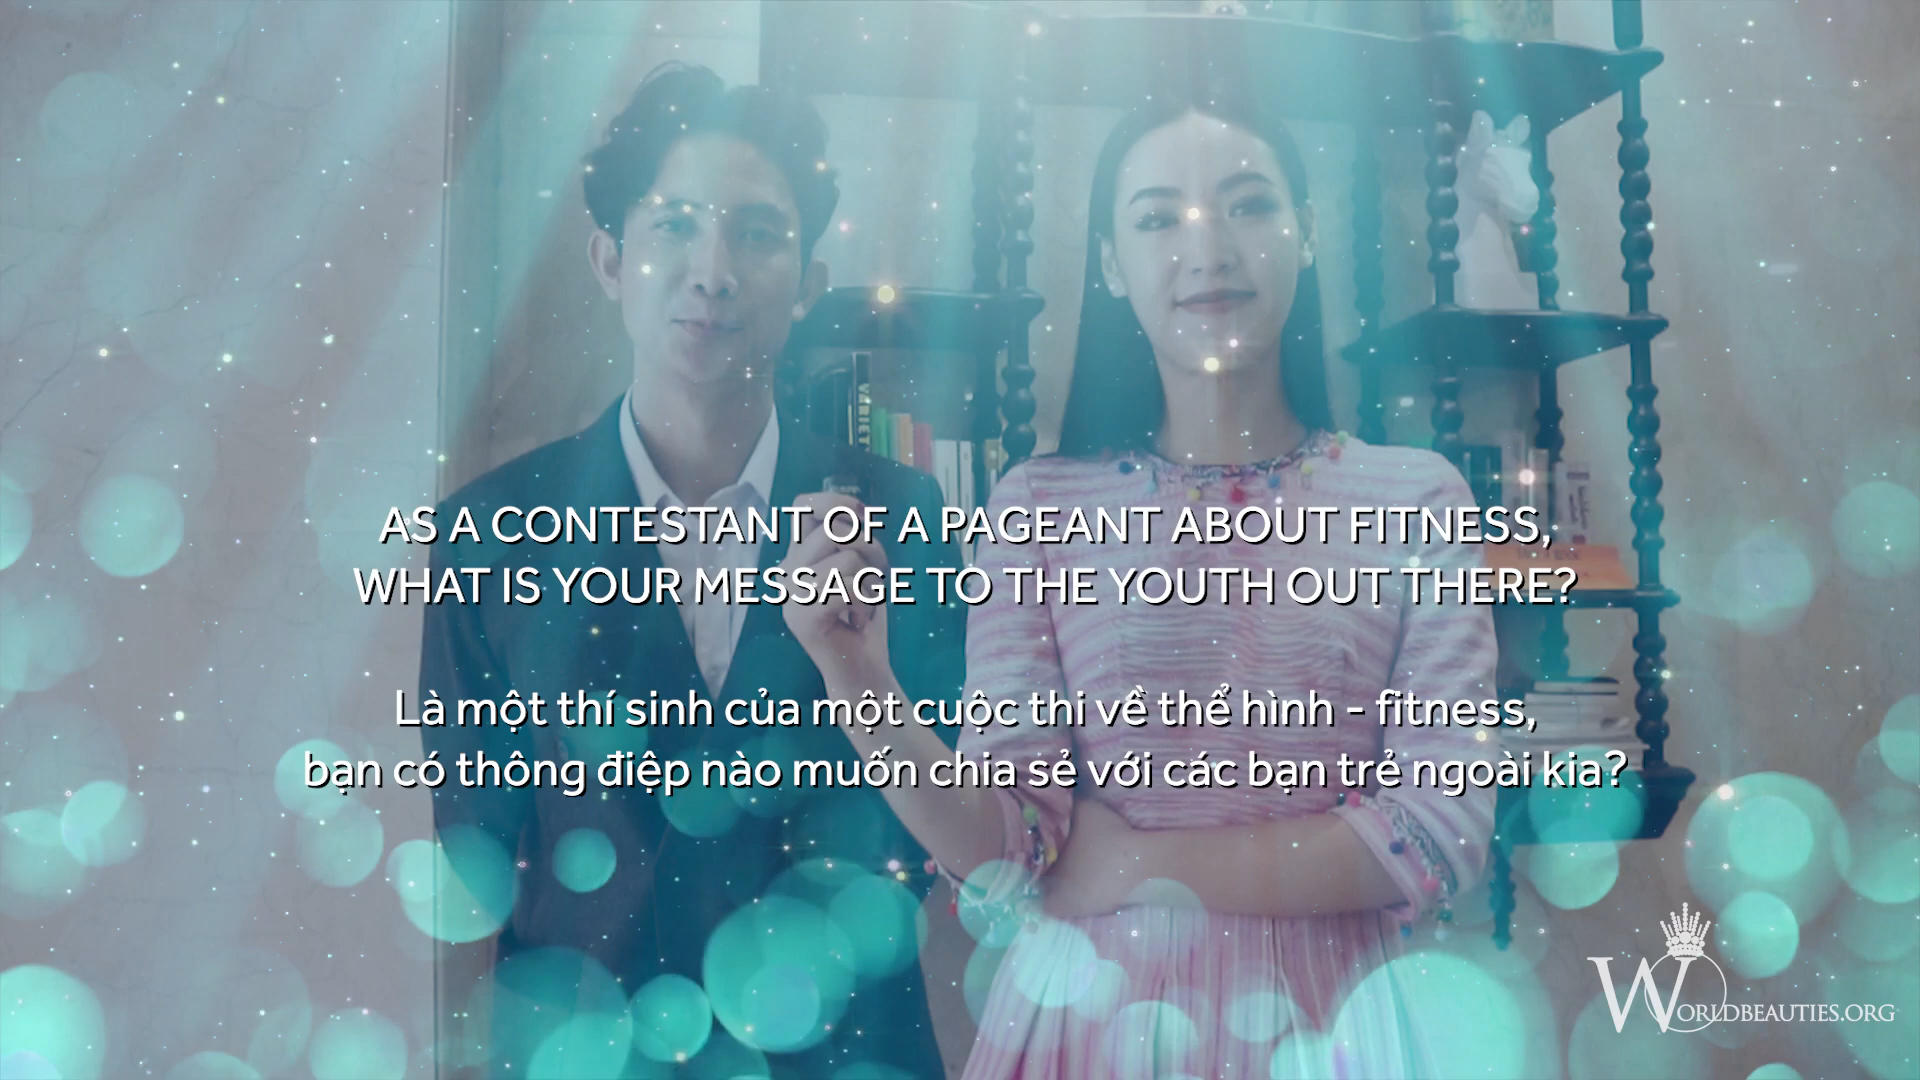 VARIET
AS A CONTESTANT OF A PAGEANT ABOUT FITNESS,
WHAT IS YOUR MESSAGE TO THE YOUTH OUT THERE?
Là một thí sinh của một cuộc thi về thể hình - fitness,
bạn có thông điệp nào muốn chia sẻ với các bạn trẻ ngoài kia?
WORLDBEAUTIES.ORG